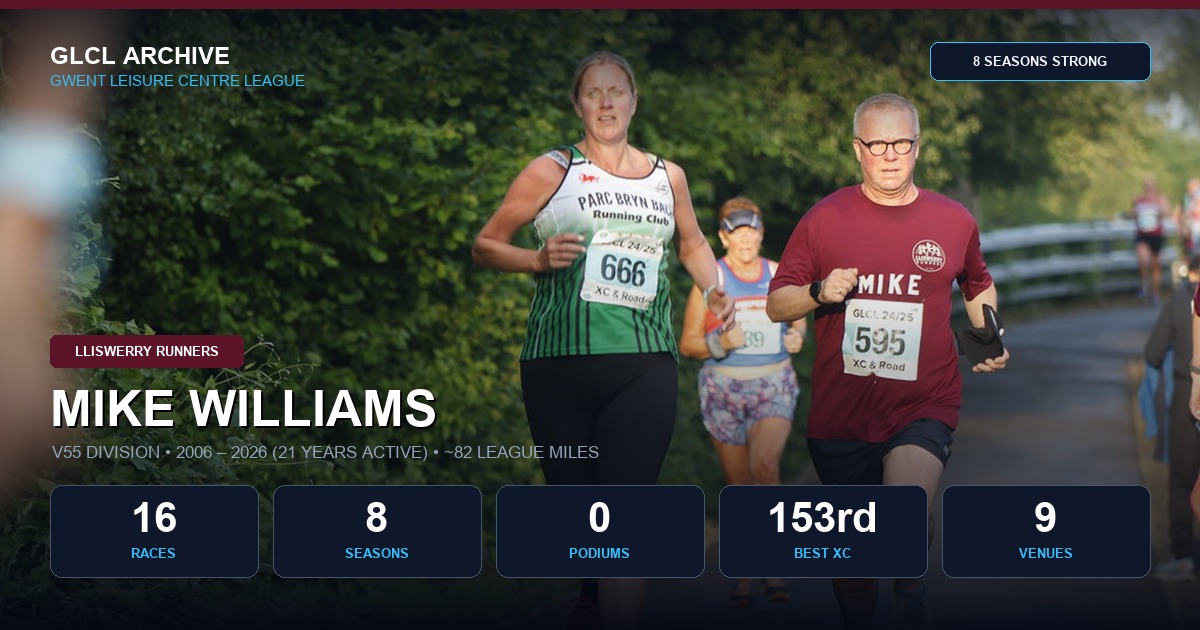 GLCL ARCHIVE
GWENT LEISURE CENTRE LEAGUE
8 SEASONS STRONG
PARC BRYN
Running Club
GLCL 24/25
666
XC & Road
LLISWERRY
RUNNERS
MIKE
GLCL 24/25
595
XC & Road
LLISWERRY RUNNERS
MIKE WILLIAMS
V55 DIVISION • 2006 – 2026 (21 YEARS ACTIVE) • ~82 LEAGUE MILES
16
RACES
8
SEASONS
0
PODIUMS
153rd
BEST XC
9
VENUES